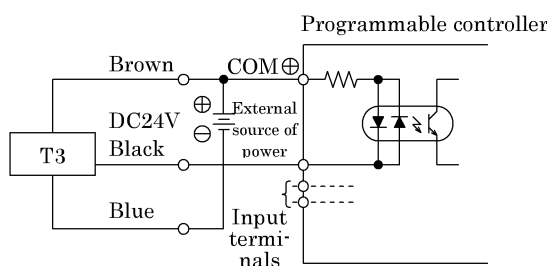 Programmable controller
Brown
COM⊕
⊕
DC24V
⊖
External
source of
power
T3
Black
Blue
Input
termi-
nals